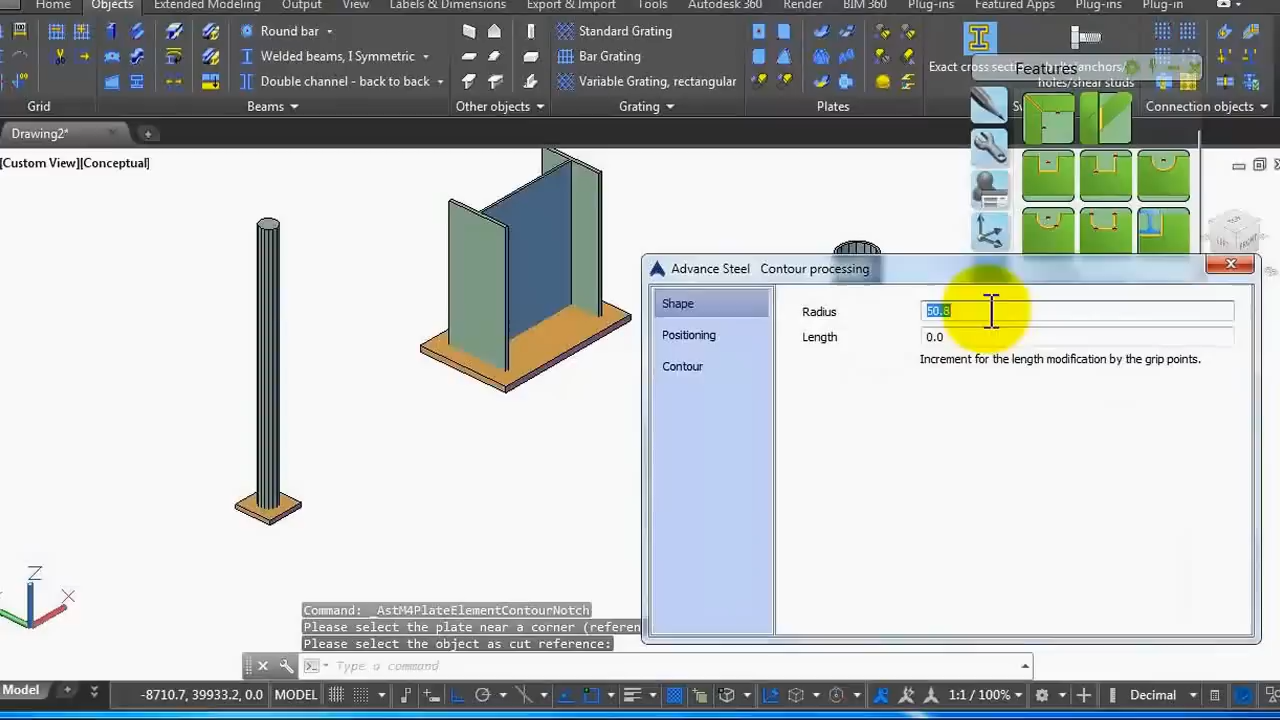 Home Objects Extended Modeling Output View Labels & Dimensions Export & Import Tools Autodesk 360 Render BIM 360 Plug-ins Featured Apps Plug-ins Plug-in
Round bar
Welded beams, I Symmetric
Double channel - back to back
Standard Grating
Bar Grating
Variable Grating, rectangular
Exact cross
anchors/
holes/shear studs
Features
Grid Beams Other objects Grating Plates Connection objects
Drawing2*
[Custom View][Conceptual]
Advance Steel Contour processing
Shape
Positioning
Contour
Radius 50.8
Length 0.0
Increment for the length modification by the grip points.
Z
X
Command: _AstM4PlateElementContourNotch
Please select the plate near a corner
Please select the object as cut reference:
Type a command
Model -8710.7, 39933.2, 0.0 MODEL 1:1 / 100% Decimal